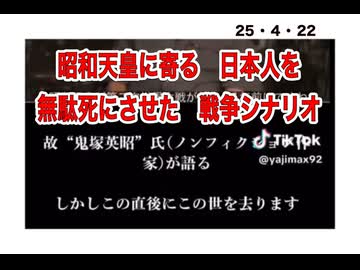 25・4・22
昭和天皇に寄る 日本人を
無駄死にさせた 戦争シナリオ
故“鬼塚英昭”氏(ノンフィクション作
家)が語る
TikTok
@yajimax92
しかしこの直後にこの世を去ります